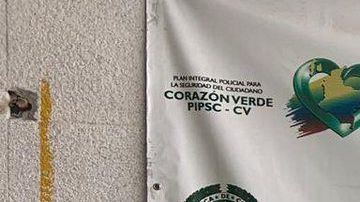 PLAN INTEGRAL POLICIAL PARA
LA SEGURIDAD DEL CIUDADANO
CORAZÓN VERDE
PIPSC - CV